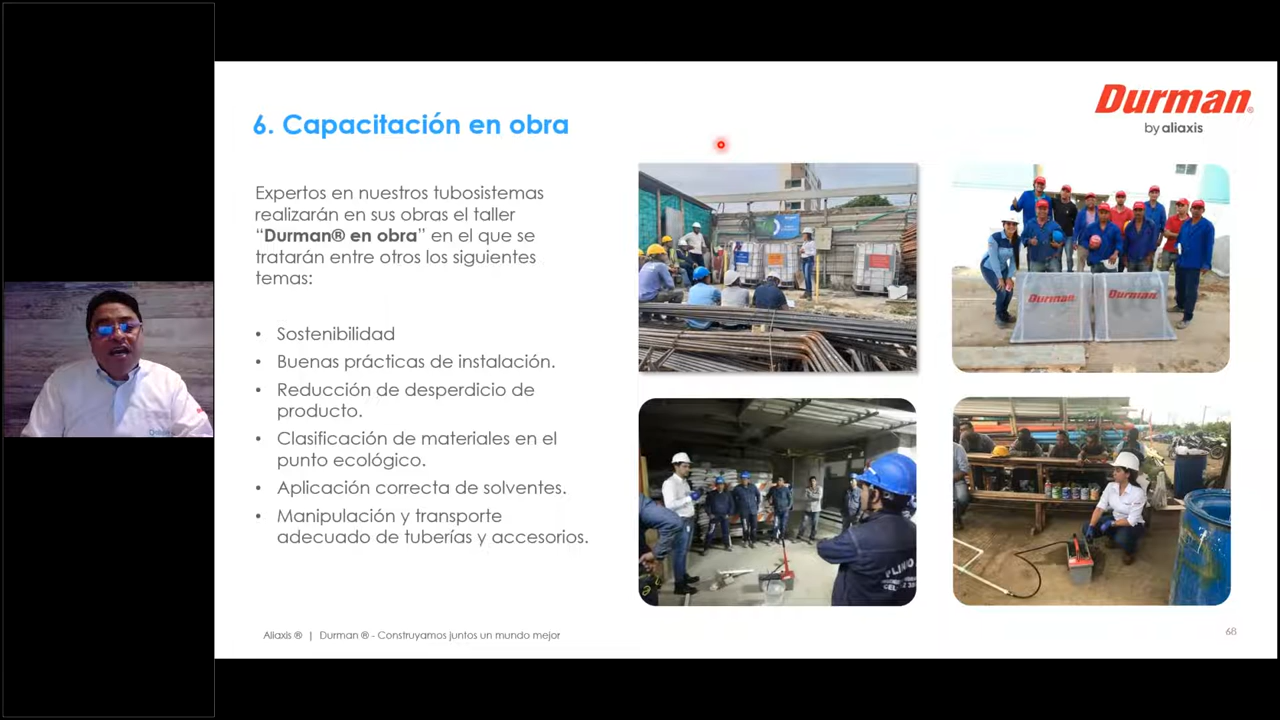 6. Capacitación en obra
Durman®
by aliaxis
Expertos en nuestros tubosistemas
realizarán en sus obras el taller
“Durman® en obra” en el que se
tratarán entre otros los siguientes
temas:
• Sostenibilidad
• Buenas prácticas de instalación.
• Reducción de desperdicio de
producto.
• Clasificación de materiales en el
punto ecológico.
• Aplicación correcta de solventes.
• Manipulación y transporte
adecuado de tuberías y accesorios.
Durman
Durman
Aliaxis ® | Durman ® - Construyamos juntos un mundo mejor
68